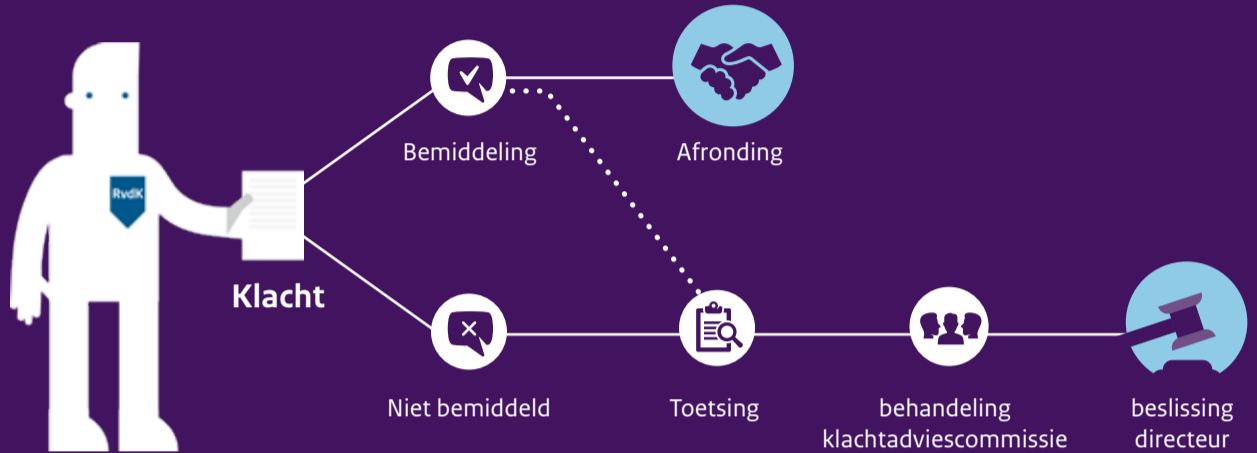 RvdK
Klacht
Bemiddeling
Afronding
Niet bemiddeld
Toetsing
behandeling
klachtadviescommissie
beslissing
directeur